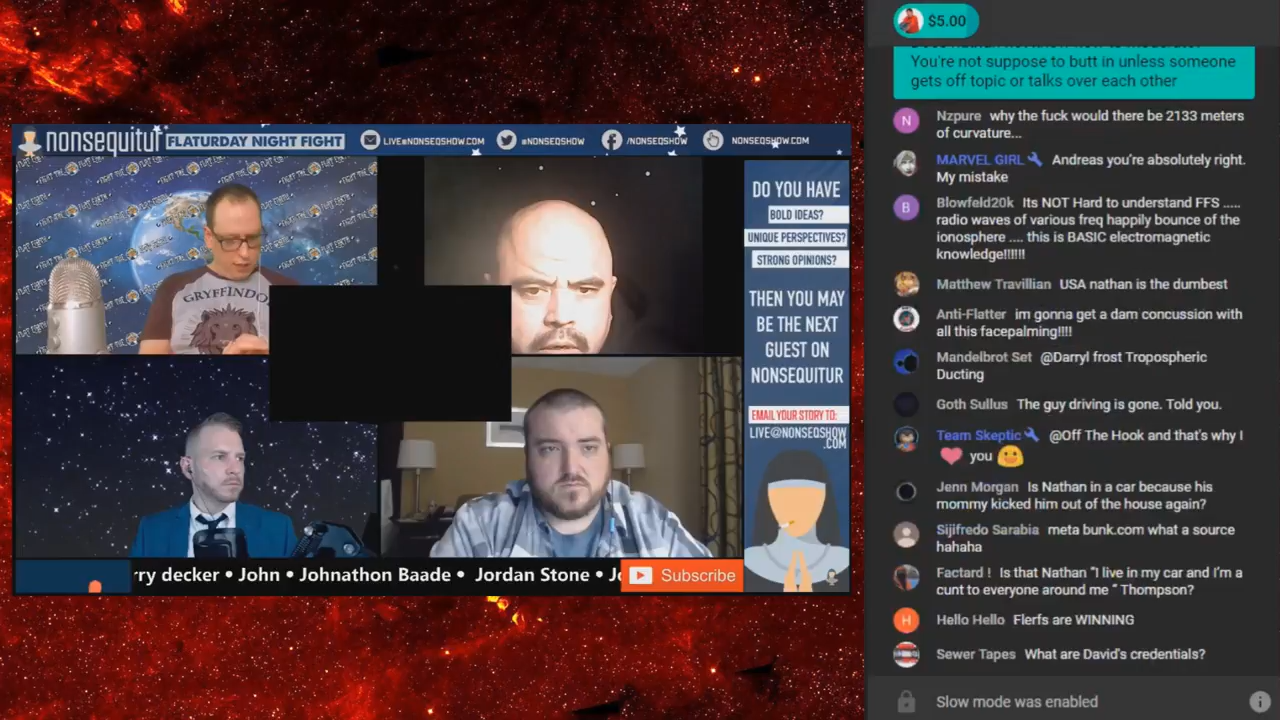 nonsequitur FLATURDAY NIGHT FIGHT LIVE@NONSEQSHOW.COM @NONSEQSHOW /NONSEQSHOW NONSEQSHOW.COM
GRYFFINDO
DO YOU HAVE
BOLD IDEAS?
UNIQUE PERSPECTIVES?
STRONG OPINIONS?
THEN YOU MAY
BE THE NEXT
GUEST ON
NONSEQUITUR
EMAIL YOUR STORY TO:
LIVE@NONSEQSHOW
.COM
rry decker • John • Johnathon Baade • Jordan Stone • Jo
Subscribe
$5.00
You're not suppose to butt in unless someone
gets off topic or talks over each other
N
Nzpure why the fuck would there be 2133 meters
of curvature...
MARVEL GIRL Andreas you're absolutely right.
My mistake
B
Blowfeld20k Its NOT Hard to understand FFS .....
radio waves of various freq happily bounce of the
ionosphere .... this is BASIC electromagnetic
knowledge!!!!!!
Matthew Travillian USA nathan is the dumbest
Anti-Flatter im gonna get a dam concussion with
all this facepalming!!!!
Mandelbrot Set @Darryl frost Tropospheric
Ducting
Goth Sullus The guy driving is gone. Told you.
Team Skeptic @Off The Hook and that's why I
❤ you
Jenn Morgan Is Nathan in a car because his
mommy kicked him out of the house again?
Sijifredo Sarabia meta bunk.com what a source
hahaha
Factard ! Is that Nathan “I live in my car and I'm a
cunt to everyone around me “ Thompson?
H
Hello Hello Flerfs are WINNING
Sewer Tapes What are David's credentials?
Slow mode was enabled